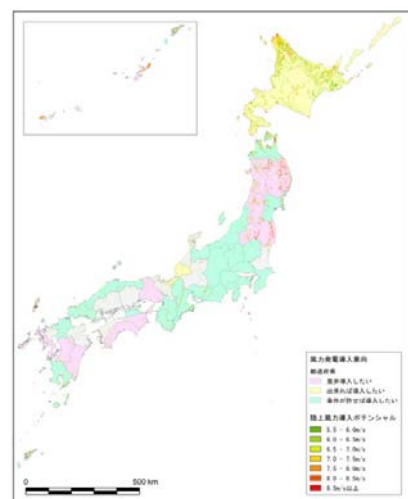 風力発電導入意向
都道府県
是非導入したい
出来れば導入したい
条件が許せば導入したい
陸上風力導入ポテンシャル
5.5 - 6.0m/s
6.0 - 6.5m/s
6.5 - 7.0m/s
7.0 - 7.5m/s
7.5 - 8.0m/s
8.0 - 8.5m/s
8.5m/s以上
0 500 km